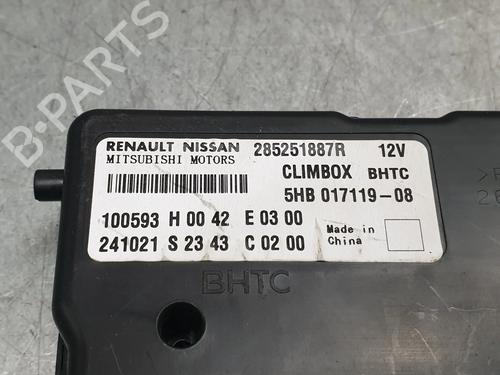 B-PARTS
RENAULT NISSAN 285251887R 12V
MITSUBISHI MOTORS
CLIMBOX BHTC
5HB 017119-08
100593 H 00 42 E 03 00
241021 S 23 43 C 02 00
Made in
China
BHTC